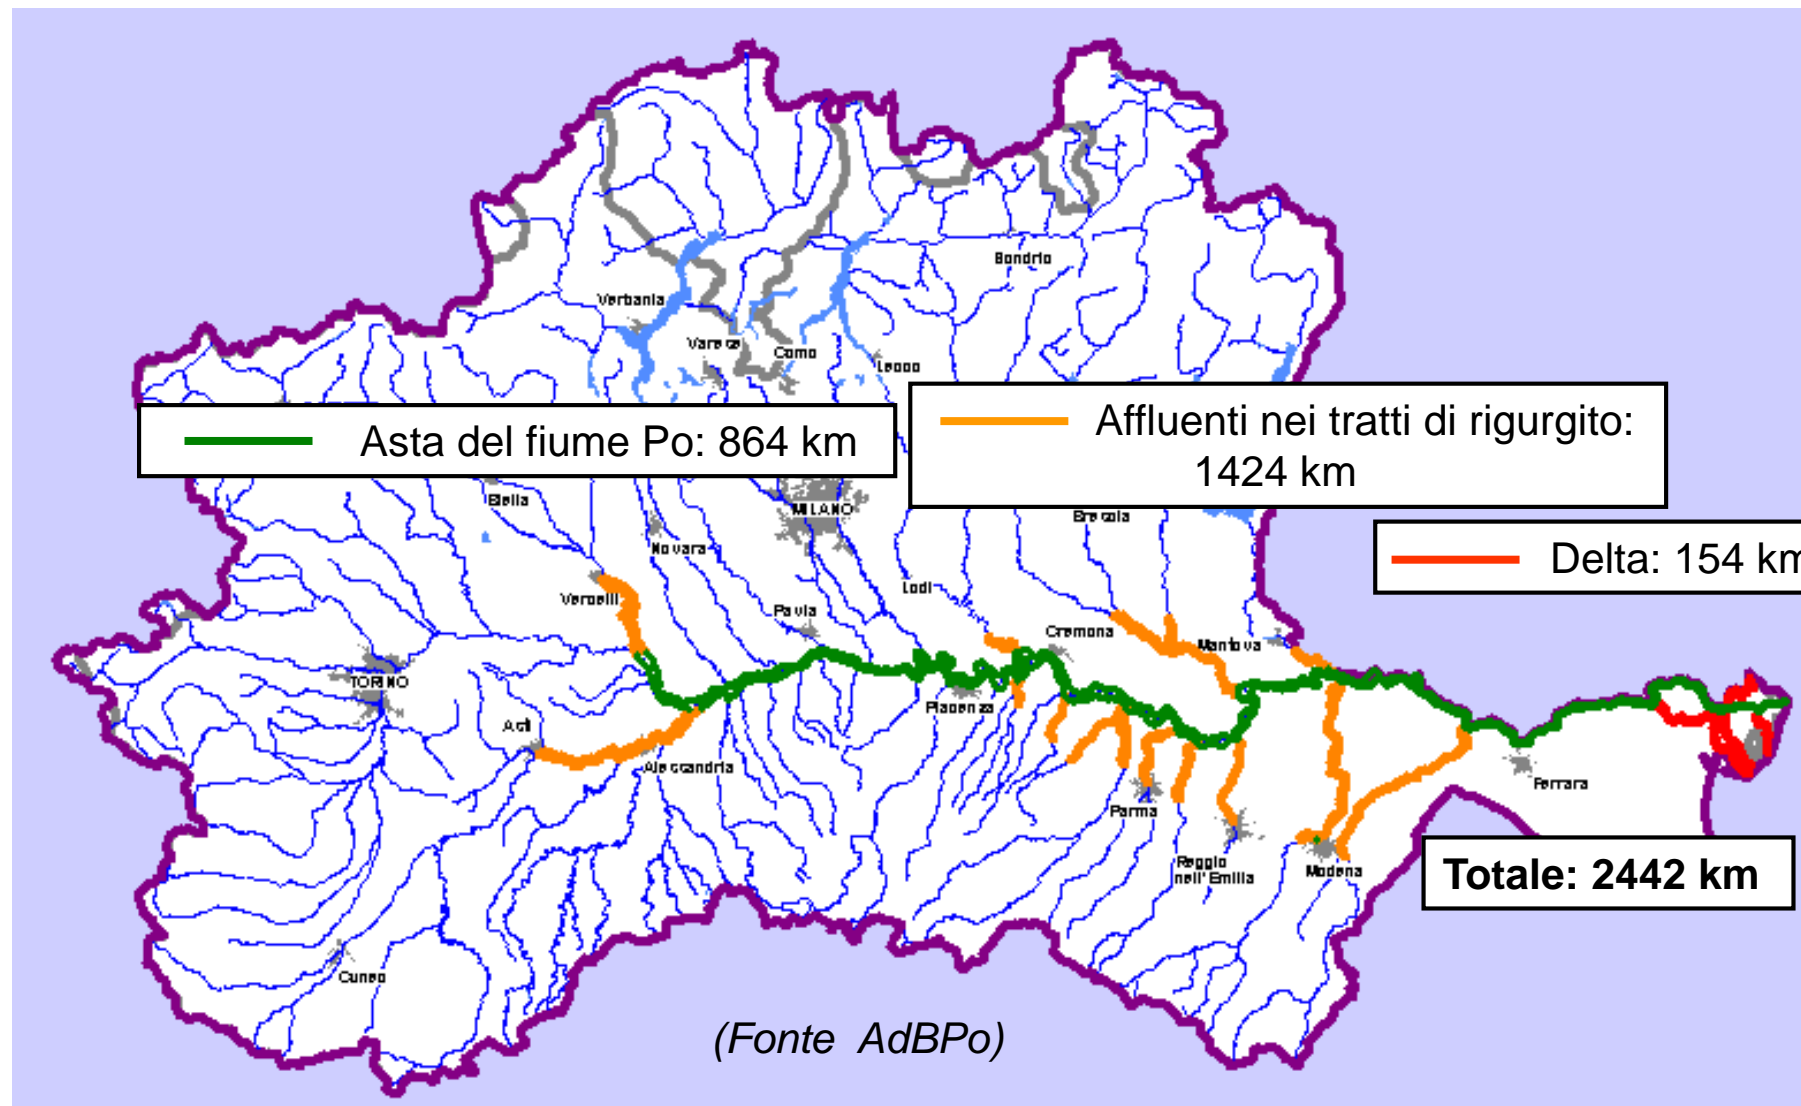 Sondrio
Verbania
Varese
Como
Lecco
Asta del fiume Po: 864 km
Affluenti nei tratti di rigurgito:
1424 km
Biella
MILANO
Brescia
Novara
Delta: 154 km
Vercelli
Lodi
Pavia
Cremona
Mantova
TORINO
Piacenza
Asti
Alessandria
Ferrara
Parma
Reggio
nell'Emilia
Modena
Totale: 2442 km
Cuneo
(Fonte AdBPo)